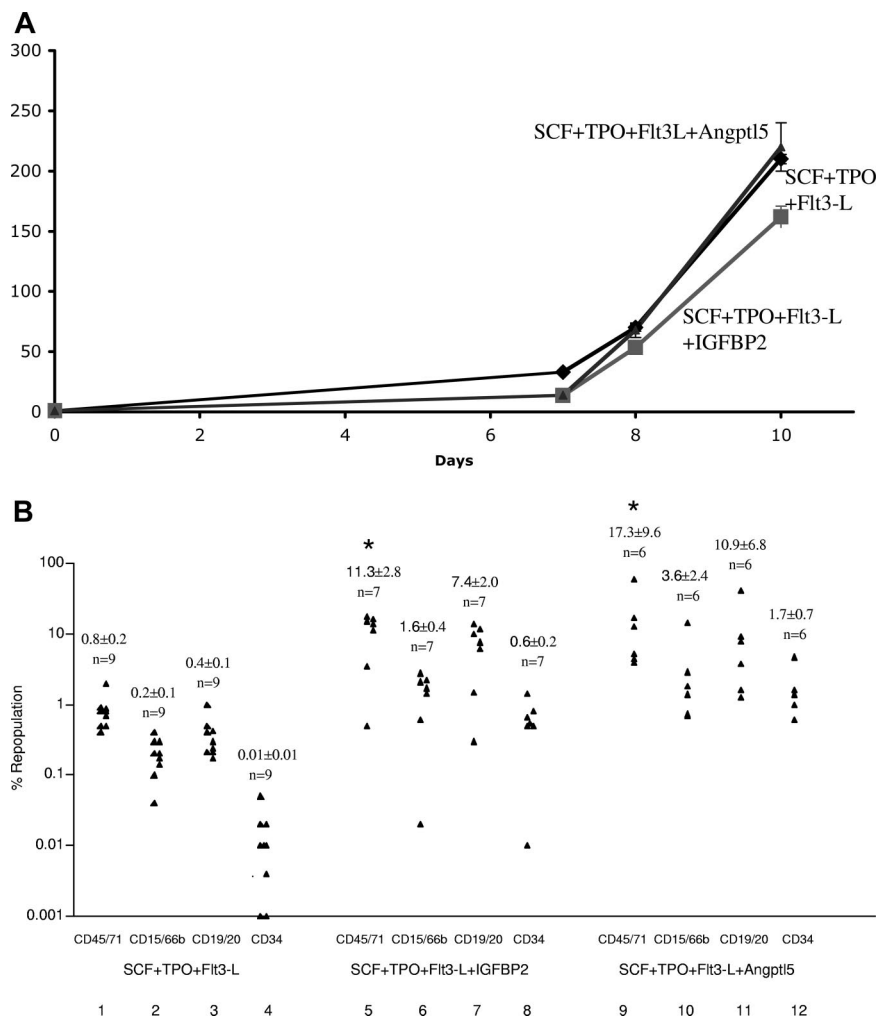 A
300
250
200
150
100
50
0
SCF+TPO+Flt3L+Angptl5
SCF+TPO
+Flt3-L
SCF+TPO+Flt3-L
+IGFBP2
0 2 4 6 8 10
Days
B
% Repopulation
100
10
1
0.1
0.01
0.001
0.8±0.2
n=9
0.2±0.1
n=9
0.4±0.1
n=9
0.01±0.01
n=9
*
11.3±2.8
n=7
1.6±0.4
n=7
7.4±2.0
n=7
0.6±0.2
n=7
*
17.3±9.6
n=6
3.6±2.4
n=6
10.9±6.8
n=6
1.7±0.7
n=6
CD45/71 CD15/66b CD19/20 CD34 CD45/71 CD15/66b CD19/20 CD34 CD45/71 CD15/66b CD19/20 CD34
SCF+TPO+Flt3-L SCF+TPO+Flt3-L+IGFBP2 SCF+TPO+Flt3-L+Angptl5
1 2 3 4 5 6 7 8 9 10 11 12